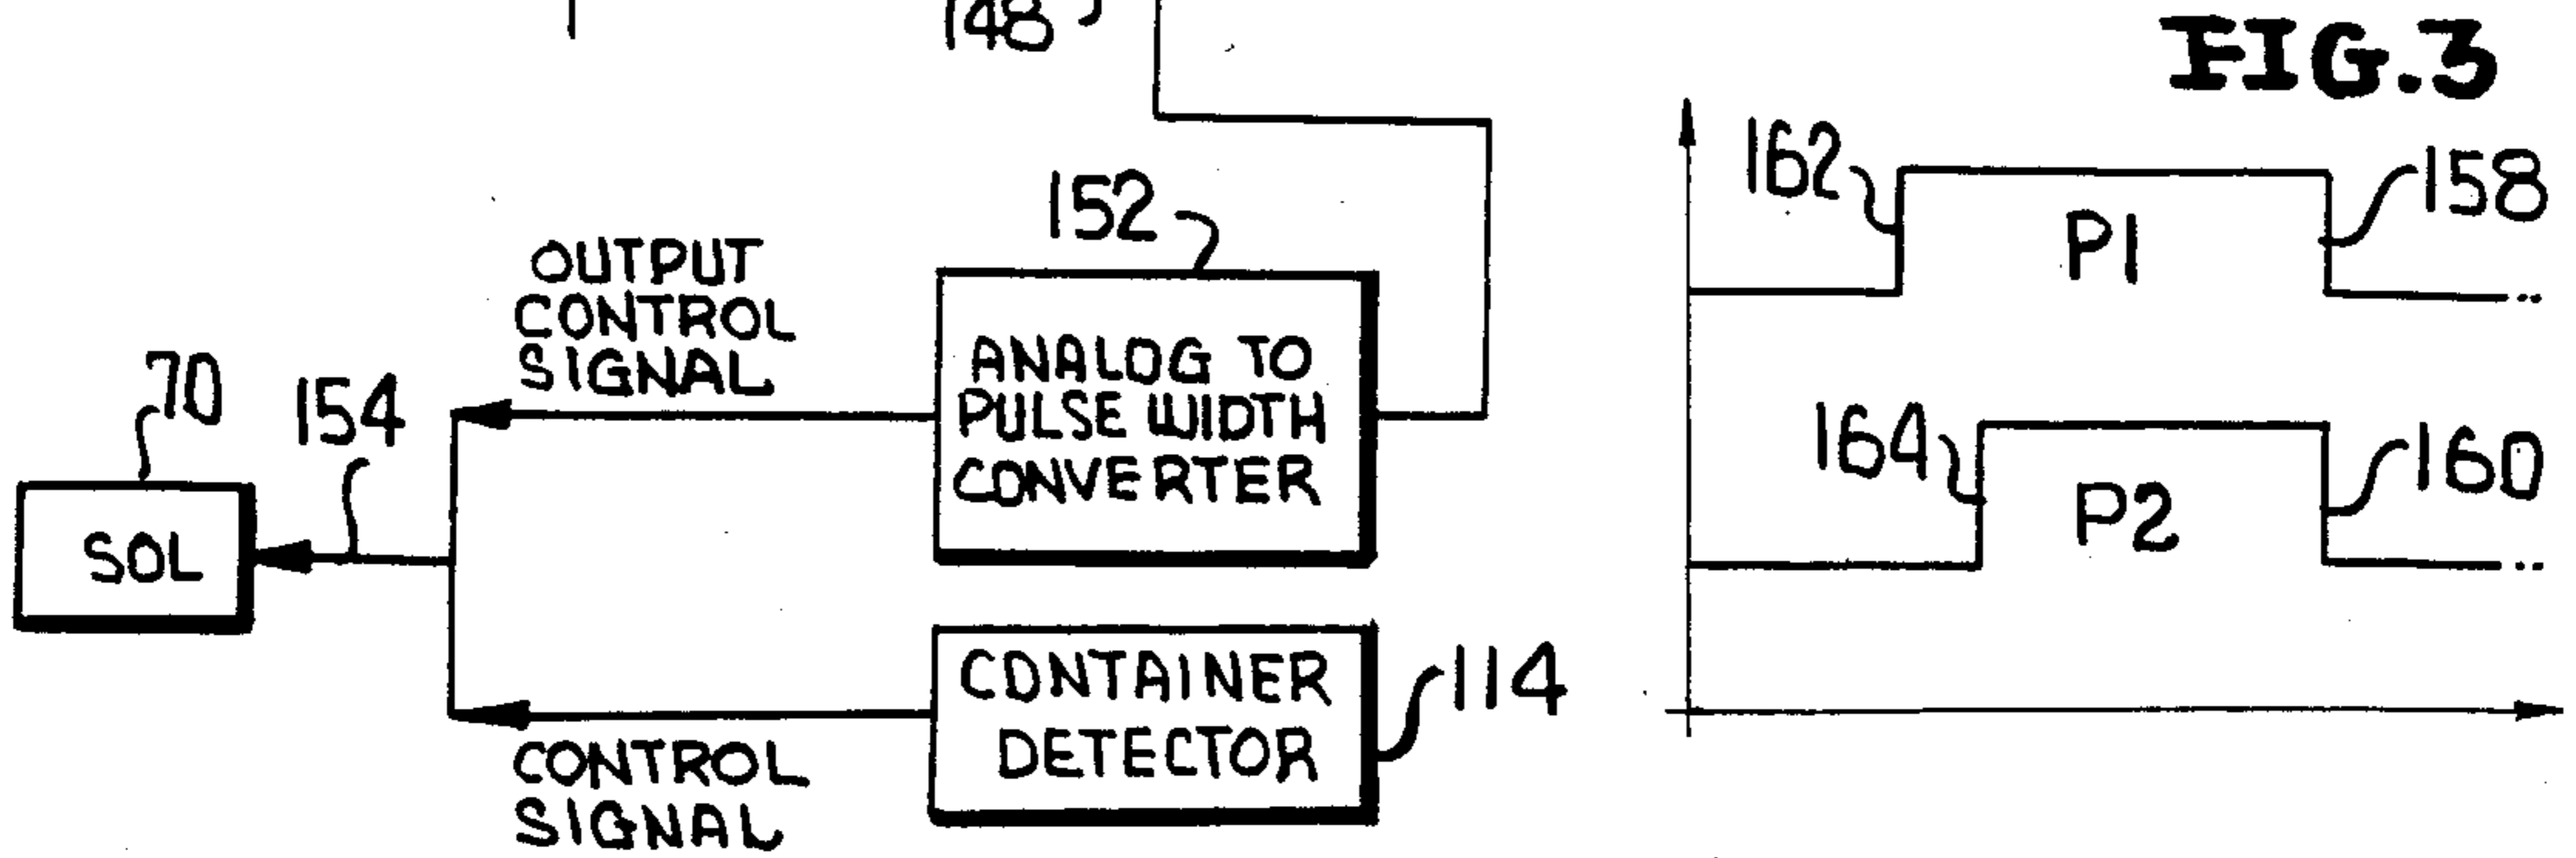 148
FIG.3
162
158
152
P1
OUTPUT
CONTROL
SIGNAL
ANALOG TO
PULSE WIDTH
CONVERTER
70
154
164
160
P2
SOL
CONTAINER
DETECTOR
114
CONTROL
SIGNAL